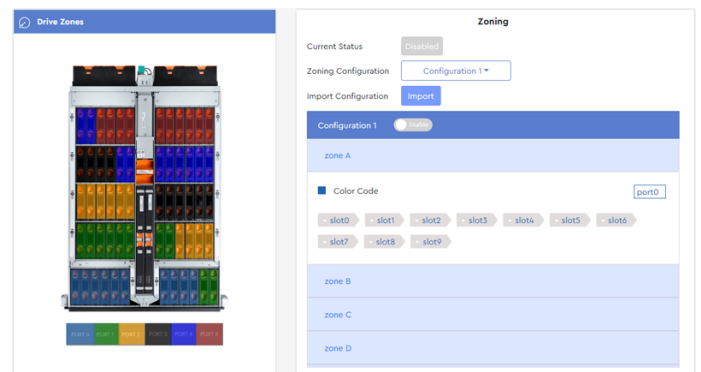 Drive Zones
PORT 0 PORT 1 PORT 2 PORT 3 PORT 4 PORT 5
Zoning
Current Status Disabled
Zoning Configuration Configuration 1
Import Configuration Import
Configuration 1 Enable
zone A
Color Code port0
slot0 slot1 slot2 slot3 slot4 slot5 slot6
slot7 slot8 slot9
zone B
zone C
zone D